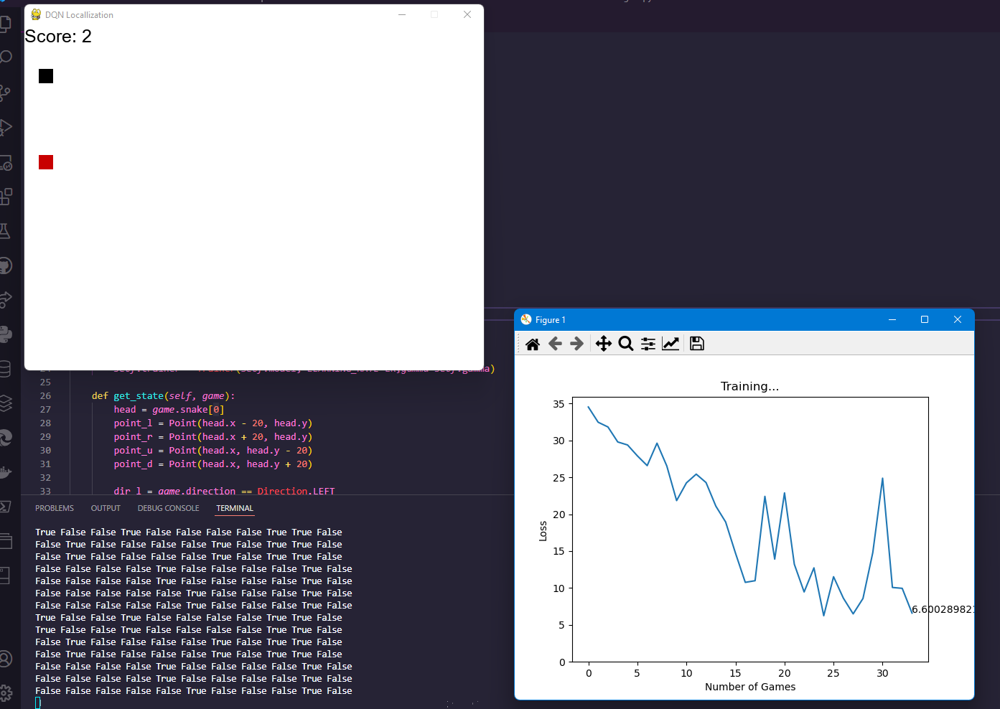 DQN Locallization
Score: 2
25
26 def get_state(self, game):
27 head = game.snake[0]
28 point_l = Point(head.x - 20, head.y)
29 point_r = Point(head.x + 20, head.y)
30 point_u = Point(head.x, head.y - 20)
31 point_d = Point(head.x, head.y + 20)
32
33 dir_l = game.direction == Direction.LEFT
PROBLEMS OUTPUT DEBUG CONSOLE TERMINAL
True False False True False False False False True True False
False True False False False False True False True True False
False True False False False False True False True True False
False False False False True False False False False True False
False False False False True False False False False True False
False False False False False True False False False True False
False False False False True False False False False True False
True False False True False False False False True True False
True False False True False False False False True True False
False True False False False False True False True True False
False True False False False False True False True True False
False False False False True False False False False True False
False False False False True False False False False True False
False False False False False True False False False True False
Figure 1
Training...
35
30
25
20
15
10
5
0
Loss
6.60028982
0 5 10 15 20 25 30
Number of Games